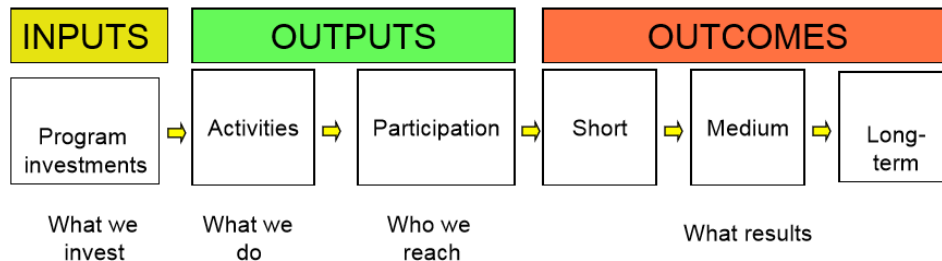 INPUTS
OUTPUTS
OUTCOMES
Program
investments
Activities
Participation
Short
Medium
Long-
term
What we
invest
What we
do
Who we
reach
What results